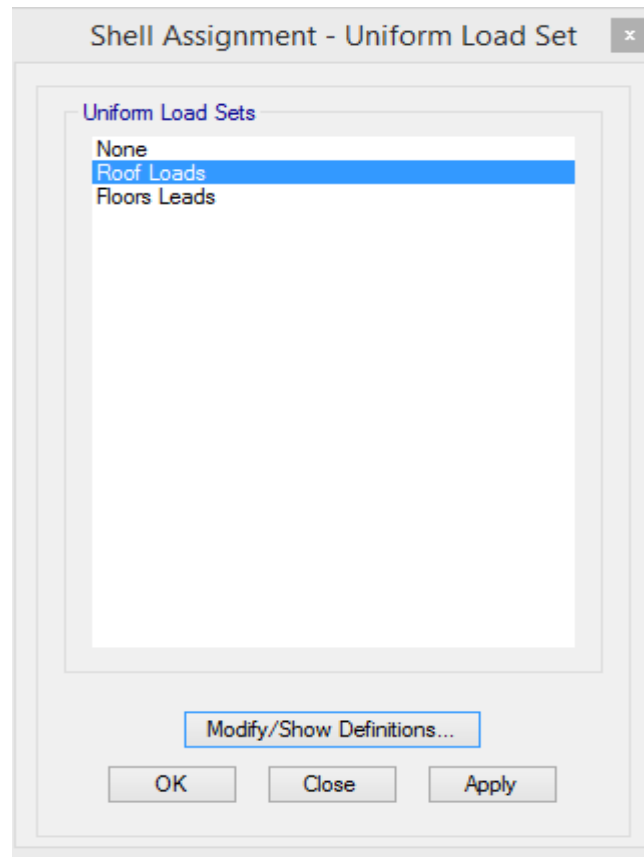 Shell Assignment - Uniform Load Set
x
Uniform Load Sets
None
Roof Loads
Floors Leads
Modify/Show Definitions...
OK Close Apply